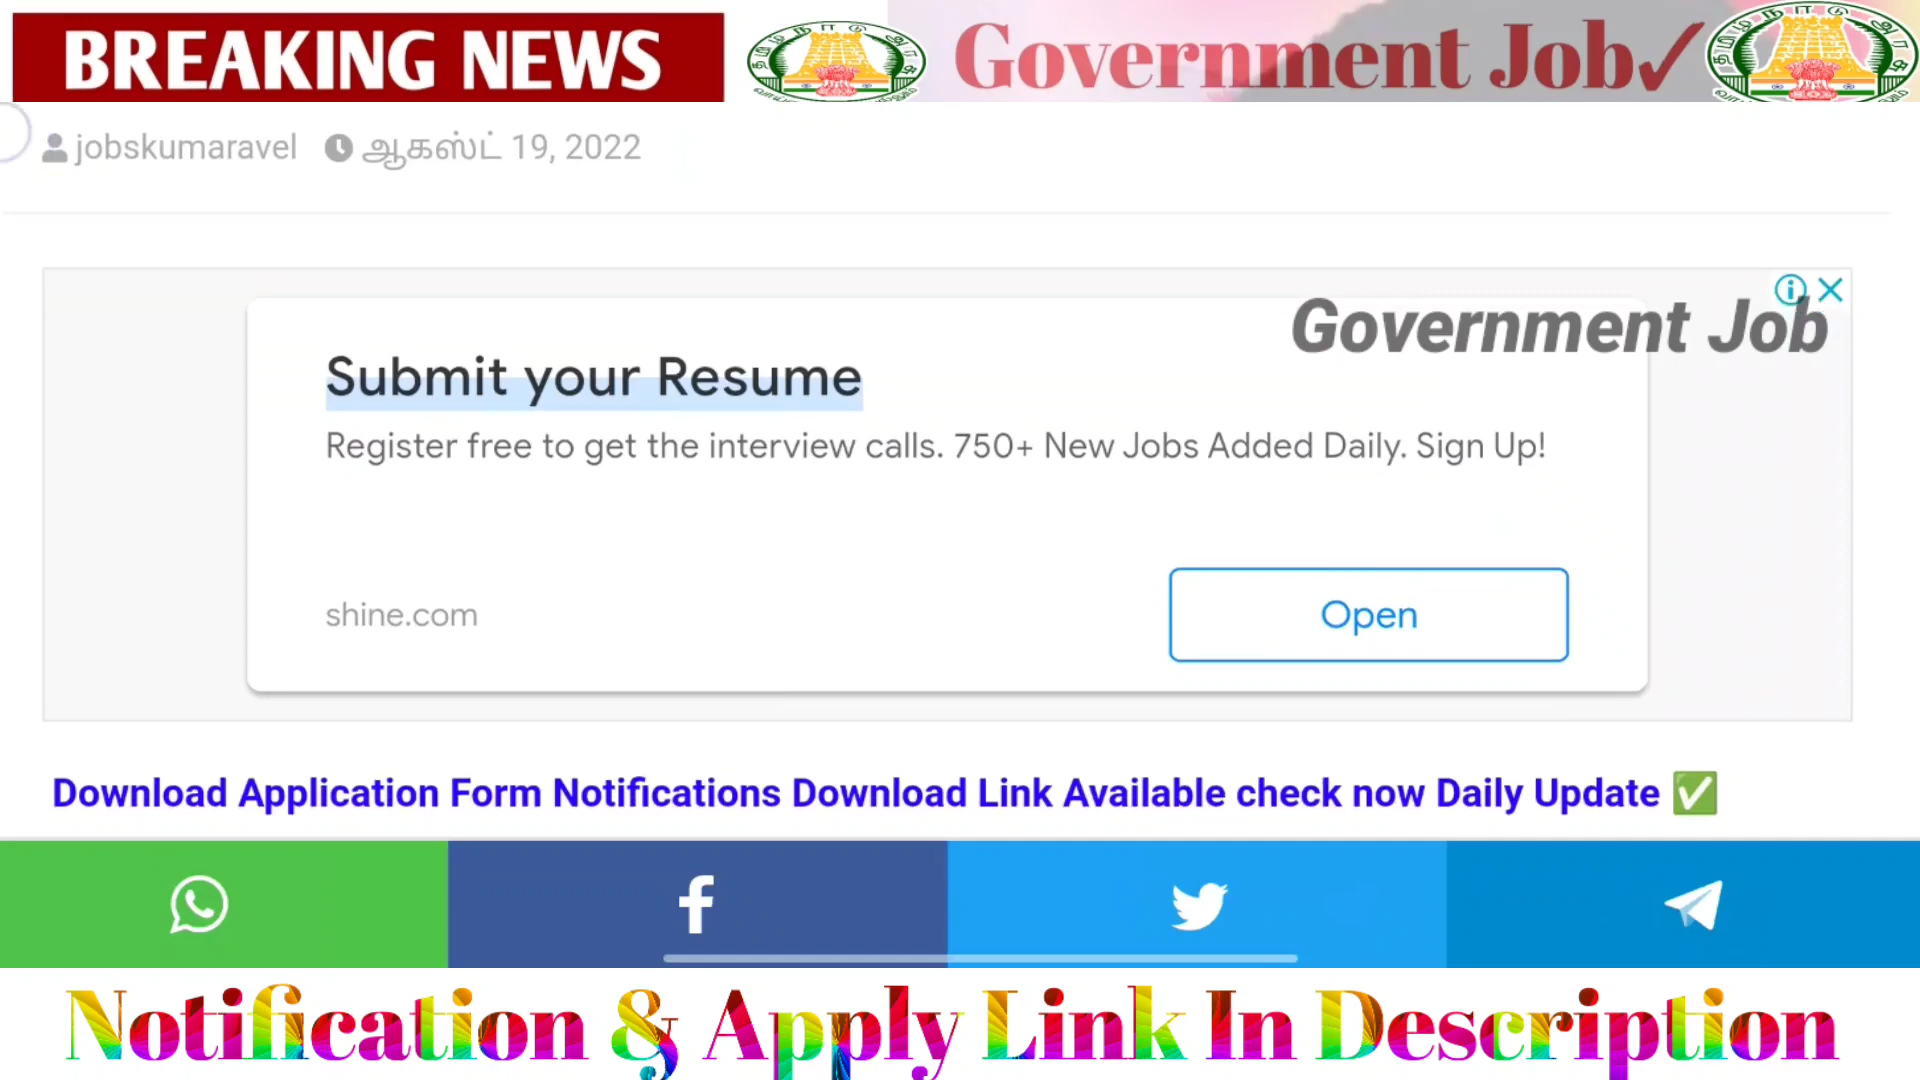 BREAKING NEWS
Government Job✓
jobskumaravel ஆகஸ்ட் 19, 2022
Government Job
Submit your Resume
Register free to get the interview calls. 750+ New Jobs Added Daily. Sign Up!
shine.com
Open
Download Application Form Notifications Download Link Available check now Daily Update ✅
Notification & Apply Link In Description